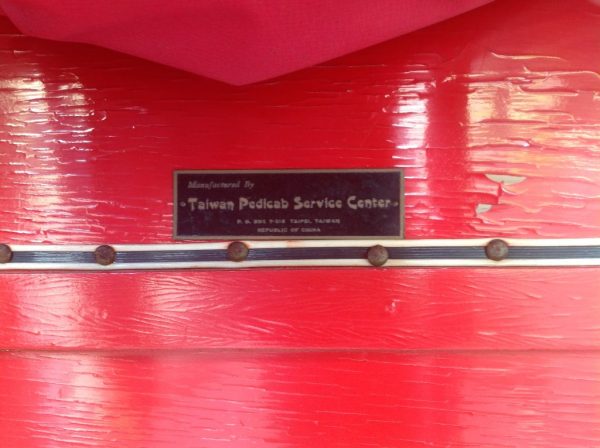 Manufactured By
Taiwan Pedicab Service Center
P. O. BOX TAIPEI, TAIWAN
REPUBLIC OF CHINA